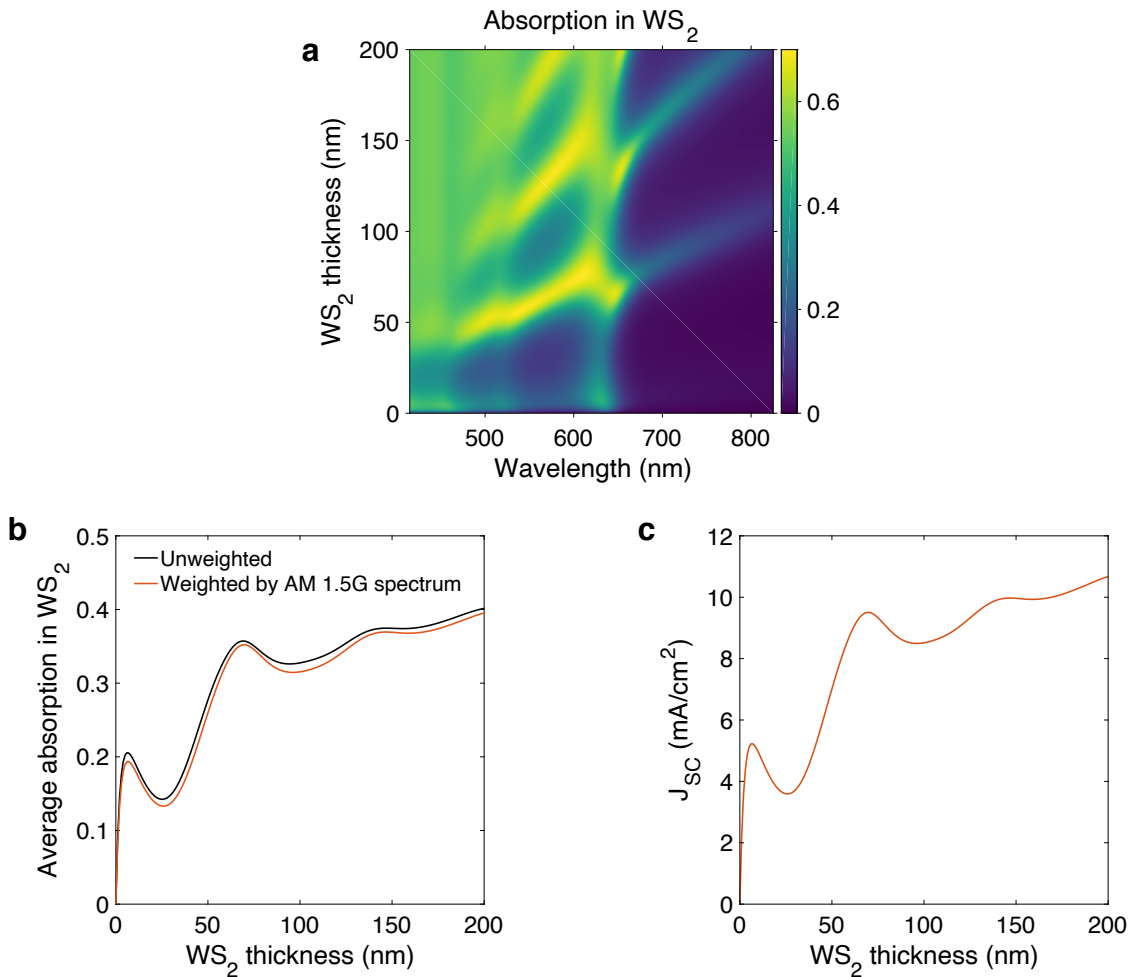 Absorption in WS2
a
200
150
100
50
0
WS2 thickness (nm)
500 600 700 800
Wavelength (nm)
0.6
0.4
0.2
0
b
0.5
0.4
0.3
0.2
0.1
0
Average absorption in WS2
Unweighted
Weighted by AM 1.5G spectrum
0 50 100 150 200
WS2 thickness (nm)
c
12
10
8
6
4
2
0
JSC (mA/cm2)
0 50 100 150 200
WS2 thickness (nm)